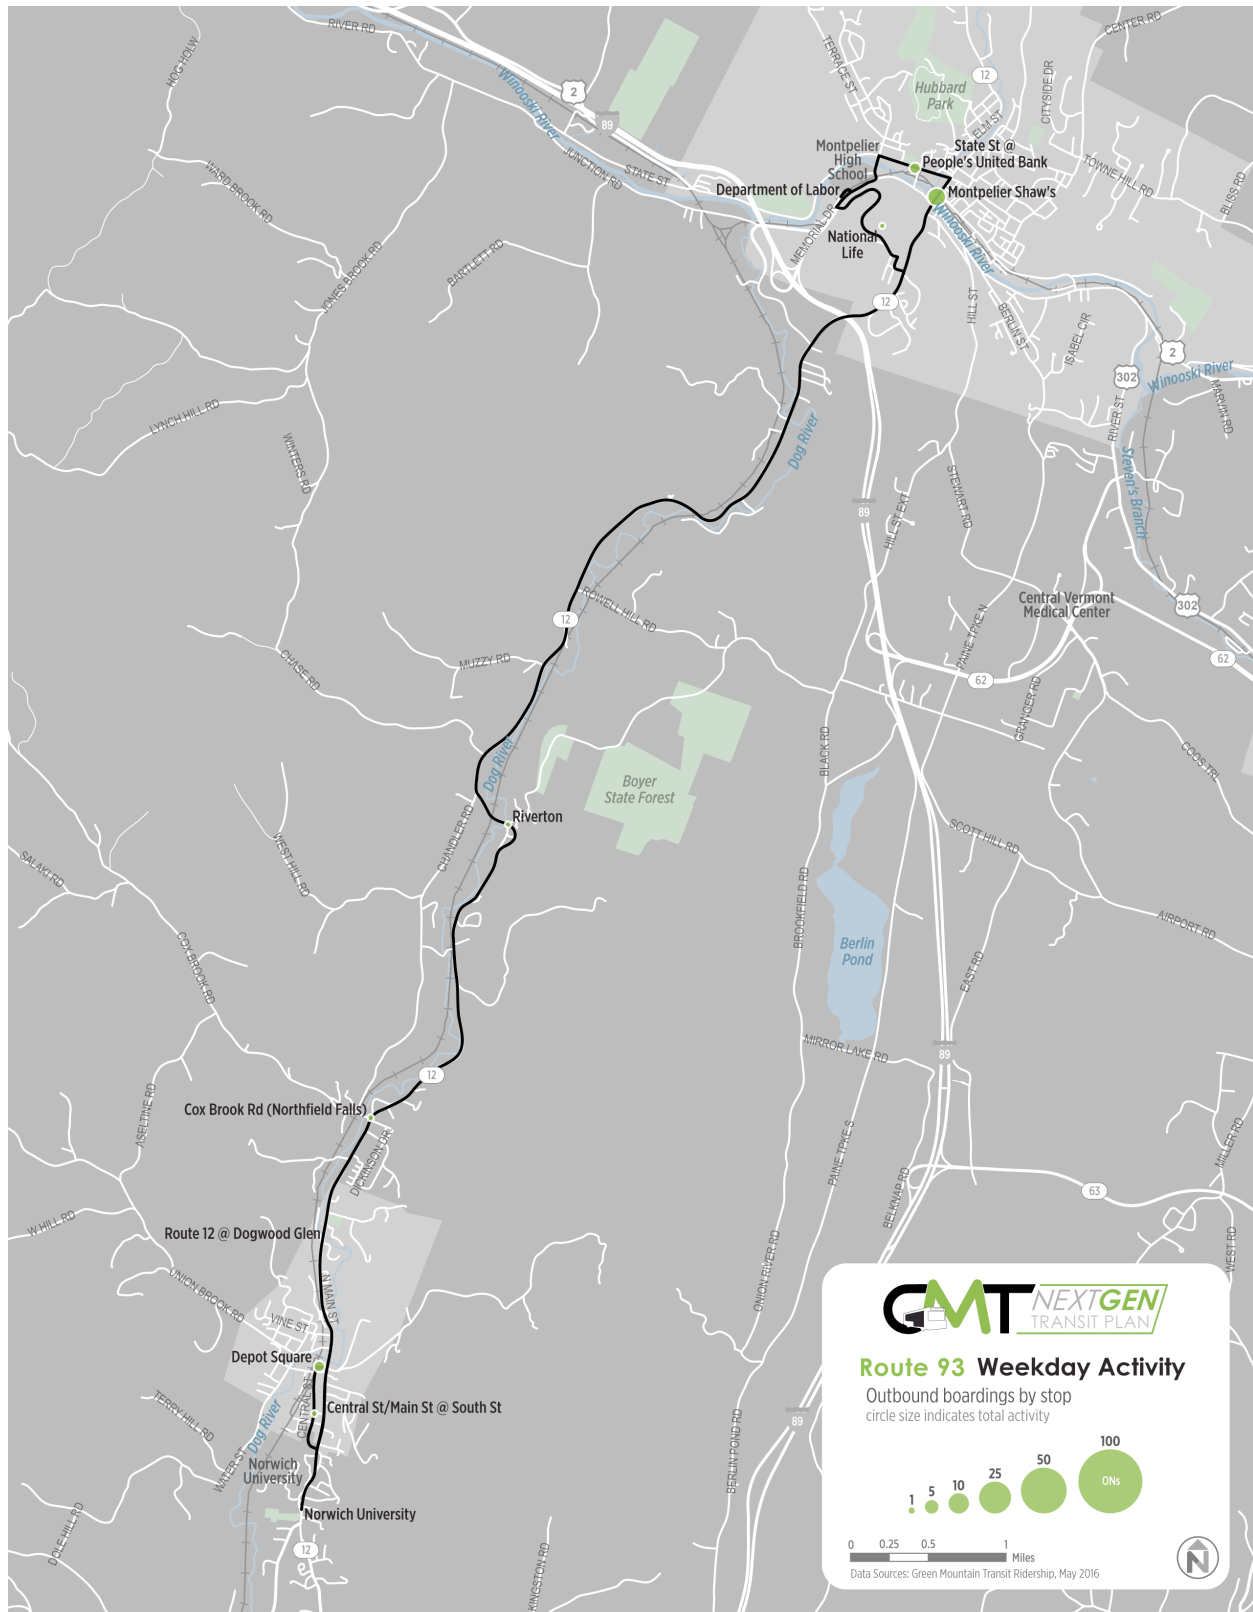 RIVER RD
HOG HOLW
Winooski River
2
89
TERRACE ST
CENTER RD
12
Hubbard
Park
CITYSIDE DR
ELM ST
Montpelier
High
School
State St @
People's United Bank
JUNCTION RD
STATE ST
TOWNE HILL RD
BLISS RD
WARD BROOK RD
Department of Labor
Montpelier Shaw's
MEMORIAL DR
National
Life
Winooski River
JONES BROOK RD
BARTLETT RD
12
HILL ST
BERLIN ST
ISABEL CIR
2
302
Winooski River
MARVIN RD
LYNCH HILL RD
RIVER ST
WINTERS RD
Dog River
Steven's Branch
STEWART RD
89
HILL ST EXT
ROWELL HILL RD
12
Central Vermont
Medical Center
302
PAINE TPKE N
62
MUZZY RD
CHASE RD
62
GRANGER RD
Dog River
BLACK RD
COOS TRL
Boyer
State Forest
Riverton
CHANDLER RD
SCOTT HILL RD
WEST HILL RD
SALAKI RD
BROOKFIELD RD
AIRPORT RD
Berlin
Pond
COX BROOK RD
EAST RD
MIRROR LAKE RD
89
12
Cox Brook Rd (Northfield Falls)
ASELTINE RD
DICKINSON DR
PAINE TPKE S
MILLER RD
BELKNAP RD
63
W HILL RD
Route 12 @ Dogwood Glen
ONION RIVER RD
WEST RD
UNION BROOK RD
N MAIN ST
VINE ST
Depot Square
CENTRAL ST
Central St/Main St @ South St
TERRY HILL RD
Dog River
WATER ST
Norwich
University
BERLIN POND RD
89
Norwich University
DOLE HILL RD
12
KINGSTON RD
GMT NEXTGEN
TRANSIT PLAN
Route 93 Weekday Activity
Outbound boardings by stop
circle size indicates total activity
1 5 10 25 50 100
ONs
0 0.25 0.5 1
Miles
N
Data Sources: Green Mountain Transit Ridership, May 2016